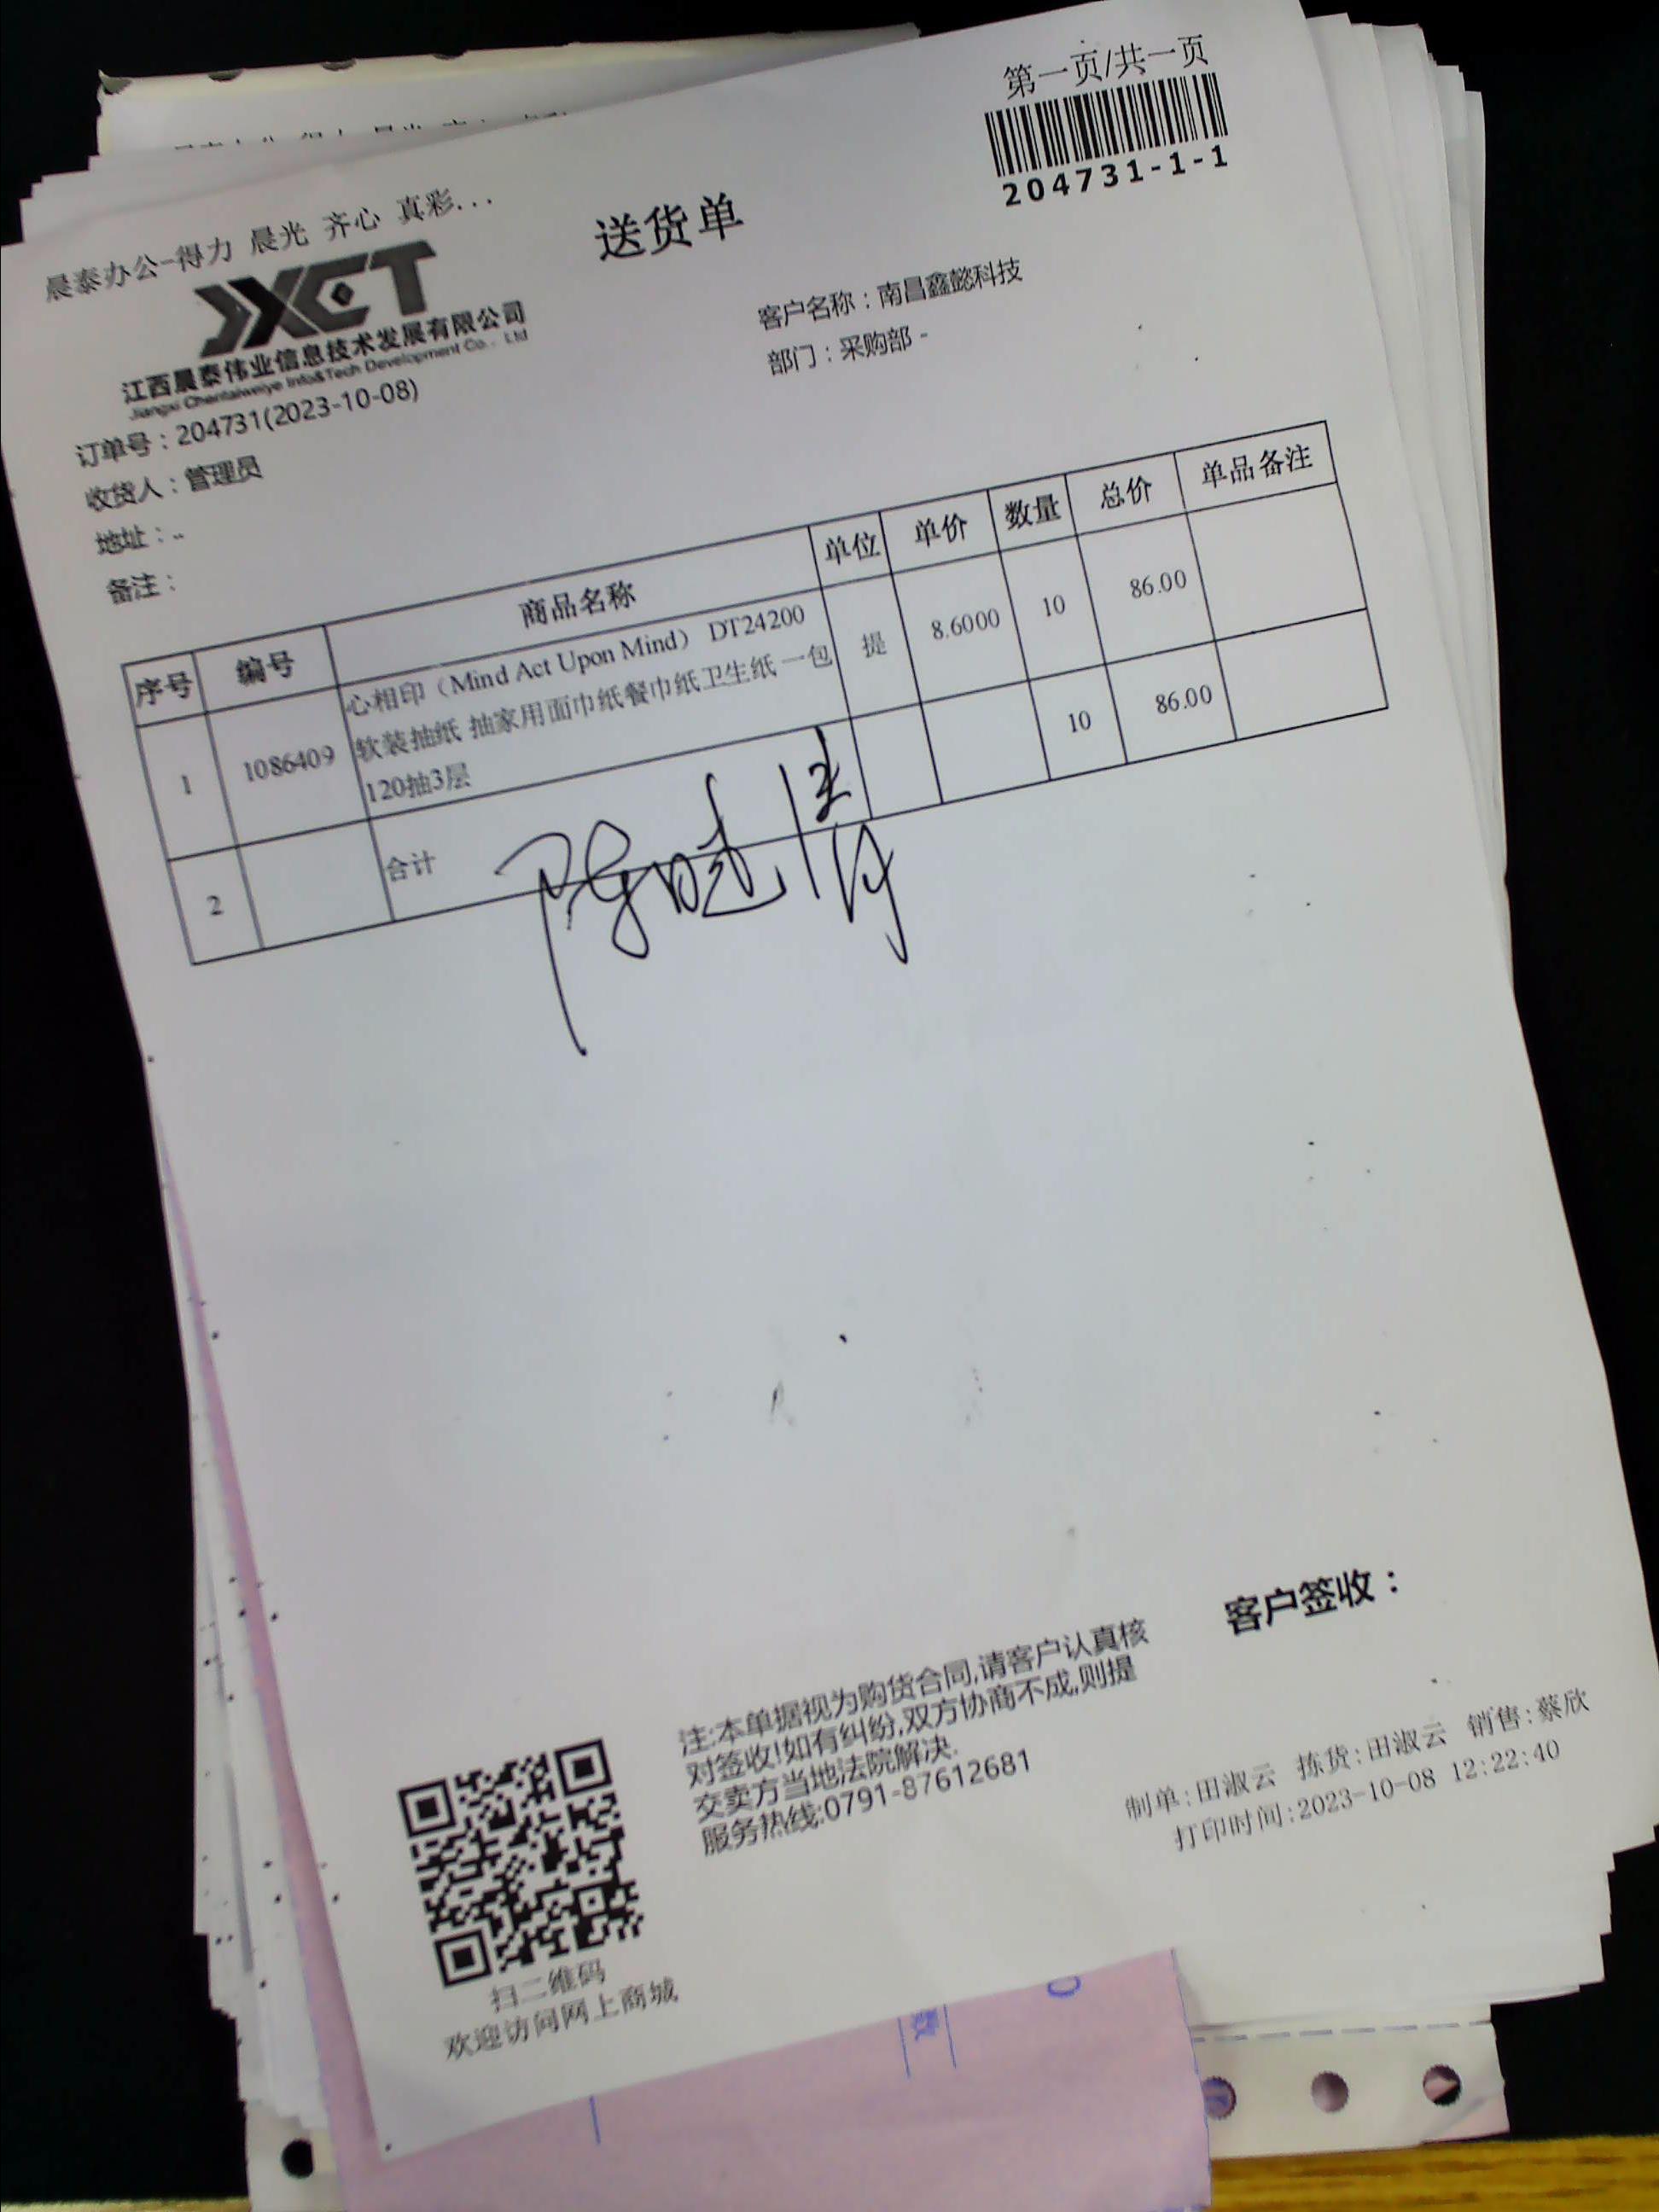 第一页/共一页
204731-1-1
晨泰办公-得力 晨光 齐心 真彩...
送货单
JXCT
江西晨泰伟业信息技术发展有限公司
Jiangxi Chentaiweiye Info&Tech Development Co., Ltd
客户名称：南昌鑫懿科技
部门：采购部 -
订单号：204731(2023-10-08)
收货人：管理员
地址：..
备注：
序号 编号 商品名称 单位 单价 数量 总价 单品备注
1 1086409 心相印（Mind Act Upon Mind） DT24200 提 8.6000 10 86.00
软装抽纸 抽家用面巾纸餐巾纸卫生纸 一包
120抽3层
2 合计 10 86.00
客户签收：
注:本单据视为购货合同,请客户认真核
对签收!如有纠纷,双方协商不成,则提
交卖方当地法院解决.
服务热线:0791-87612681
制单:田淑云 拣货:田淑云 销售:蔡欣
打印时间:2023-10-08 12:22:40
扫二维码
欢迎访问网上商城
数